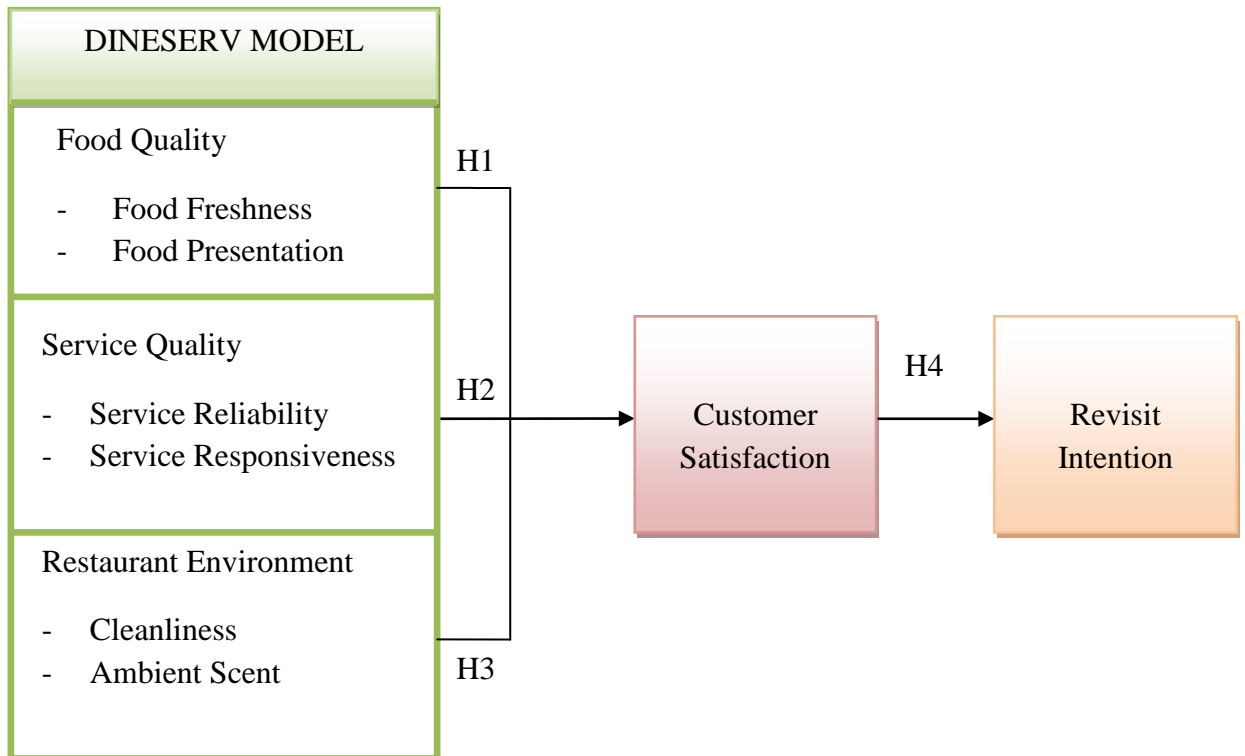 DINESERV MODEL
Food Quality
- Food Freshness
- Food Presentation
H1
Service Quality
- Service Reliability
- Service Responsiveness
H2
Restaurant Environment
- Cleanliness
- Ambient Scent
H3
Customer
Satisfaction
H4
Revisit
Intention